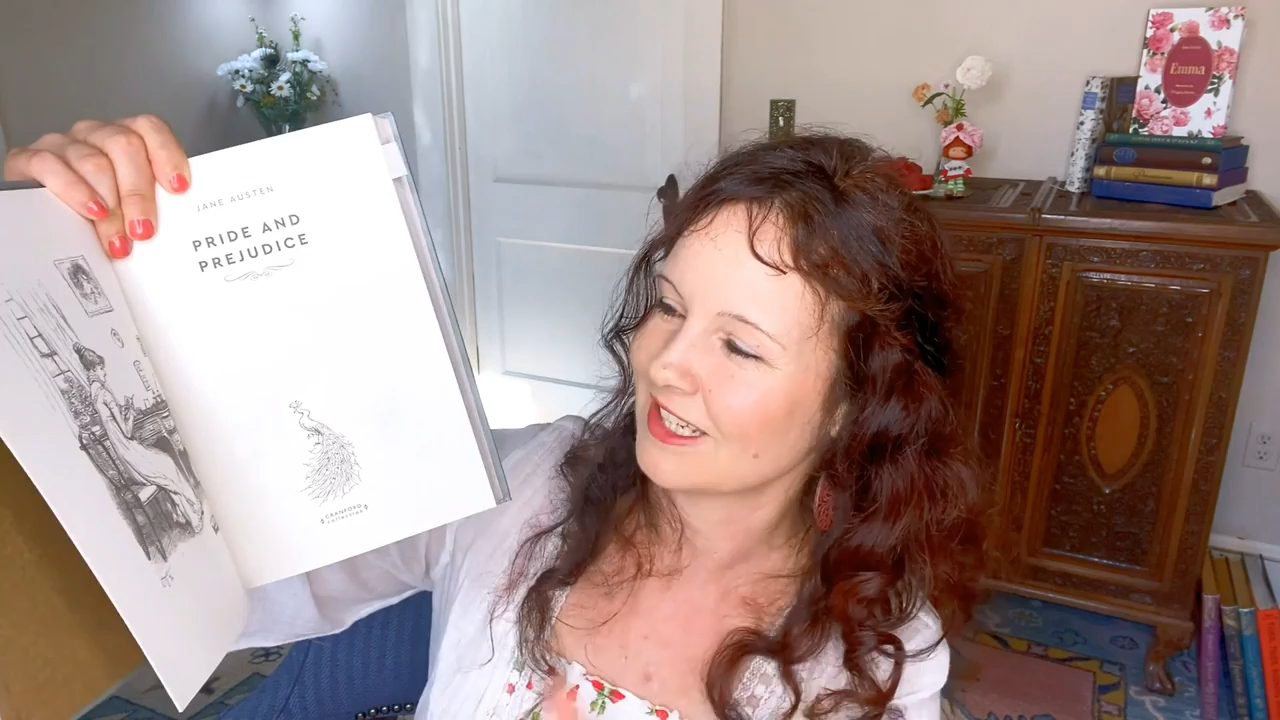 JANE AUSTEN
PRIDE AND
PREJUDICE
CRANFORD
COLLECTION
Emma